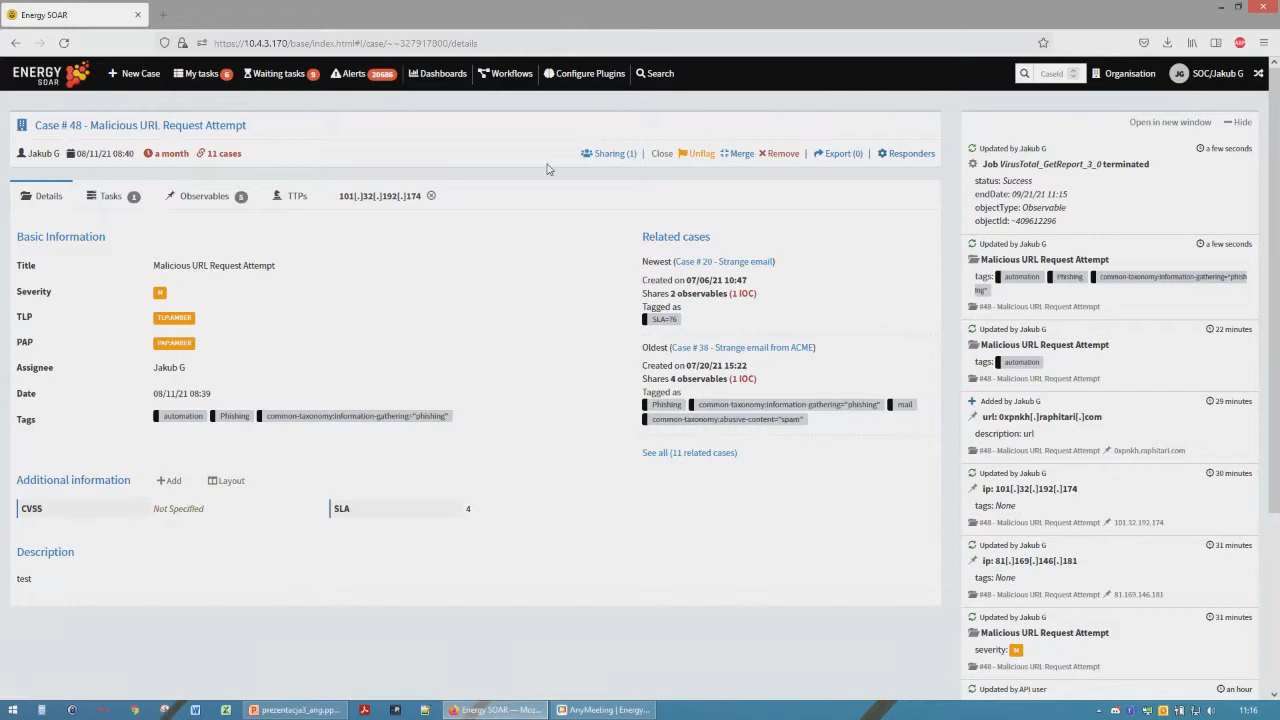 Energy SOAR
https://10.4.3.170/base/index.html#!/case/~~327917800/details
ENERGY SOAR
New Case
My tasks 6
Waiting tasks 9
Alerts 20686
Dashboards
Workflows
Configure Plugins
Search
CaseId
Organisation
JG SOC/Jakub G
Case # 48 - Malicious URL Request Attempt
Jakub G 08/11/21 08:40 a month 11 cases
Sharing (1) | Close Unflag Merge Remove | Export (0) | Responders
Details
Tasks 1
Observables 5
TTPs
101[.]32[.]192[.]174
Basic Information
Title Malicious URL Request Attempt
Severity M
TLP TLP:AMBER
PAP PAP:AMBER
Assignee Jakub G
Date 08/11/21 08:39
Tags automation Phishing common-taxonomy:information-gathering="phishing"
Additional information + Add Layout
CVSS Not Specified SLA 4
Description
test
Related cases
Newest (Case # 20 - Strange email)
Created on 07/06/21 10:47
Shares 2 observables (1 IOC)
Tagged as
SLA=76
Oldest (Case # 38 - Strange email from ACME)
Created on 07/20/21 15:22
Shares 4 observables (1 IOC)
Tagged as
Phishing common-taxonomy:information-gathering="phishing" mail
common-taxonomy:abusive-content="spam"
See all (11 related cases)
Open in new window Hide
Updated by Jakub G a few seconds
Job VirusTotal_GetReport_3_0 terminated
status: Success
endDate: 09/21/21 11:15
objectType: Observable
objectId: ~409612296
Updated by Jakub G a few seconds
Malicious URL Request Attempt
tags: automation Phishing common-taxonomy:information-gathering="phish
ing"
#48 - Malicious URL Request Attempt
Updated by Jakub G 22 minutes
Malicious URL Request Attempt
tags: automation
#48 - Malicious URL Request Attempt
Added by Jakub G 29 minutes
url: 0xpnkh[.]raphitari[.]com
description: url
#48 - Malicious URL Request Attempt 0xpnkh.raphitari.com
Updated by Jakub G 30 minutes
ip: 101[.]32[.]192[.]174
tags: None
#48 - Malicious URL Request Attempt 101.32.192.174
Updated by Jakub G 31 minutes
ip: 81[.]169[.]146[.]181
tags: None
#48 - Malicious URL Request Attempt 81.169.146.181
Updated by Jakub G 31 minutes
Malicious URL Request Attempt
severity: M
#48 - Malicious URL Request Attempt
Updated by API user an hour
prezentacja3_ang.pp...
Energy SOAR — Moz...
AnyMeeting | Energy...
11:16